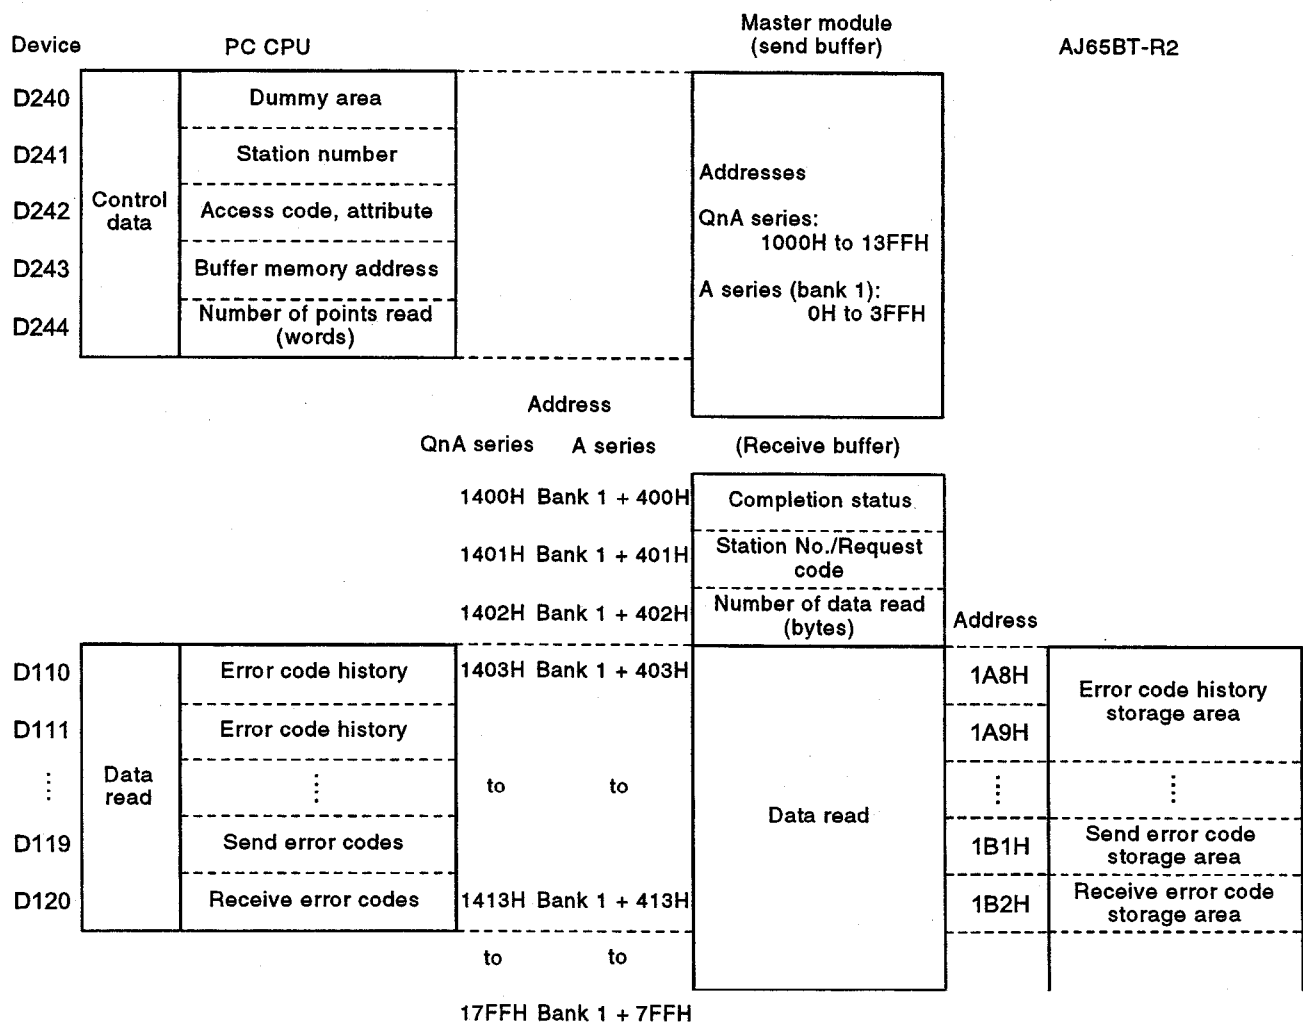 Device PC CPU Master module (send buffer) AJ65BT-R2
D240 Dummy area
D241 Station number
Control data
D242 Access code, attribute
D243 Buffer memory address
D244 Number of points read (words)
Addresses
QnA series:
1000H to 13FFH
A series (bank 1):
0H to 3FFH
Address
QnA series A series (Receive buffer)
1400H Bank 1 + 400H Completion status
1401H Bank 1 + 401H Station No./Request code
1402H Bank 1 + 402H Number of data read (bytes) Address
D110 Error code history 1403H Bank 1 + 403H 1A8H Error code history storage area
D111 Error code history 1A9H
Data read to to Data read
D119 Send error codes 1B1H Send error code storage area
D120 Receive error codes 1413H Bank 1 + 413H 1B2H Receive error code storage area
to to
17FFH Bank 1 + 7FFH